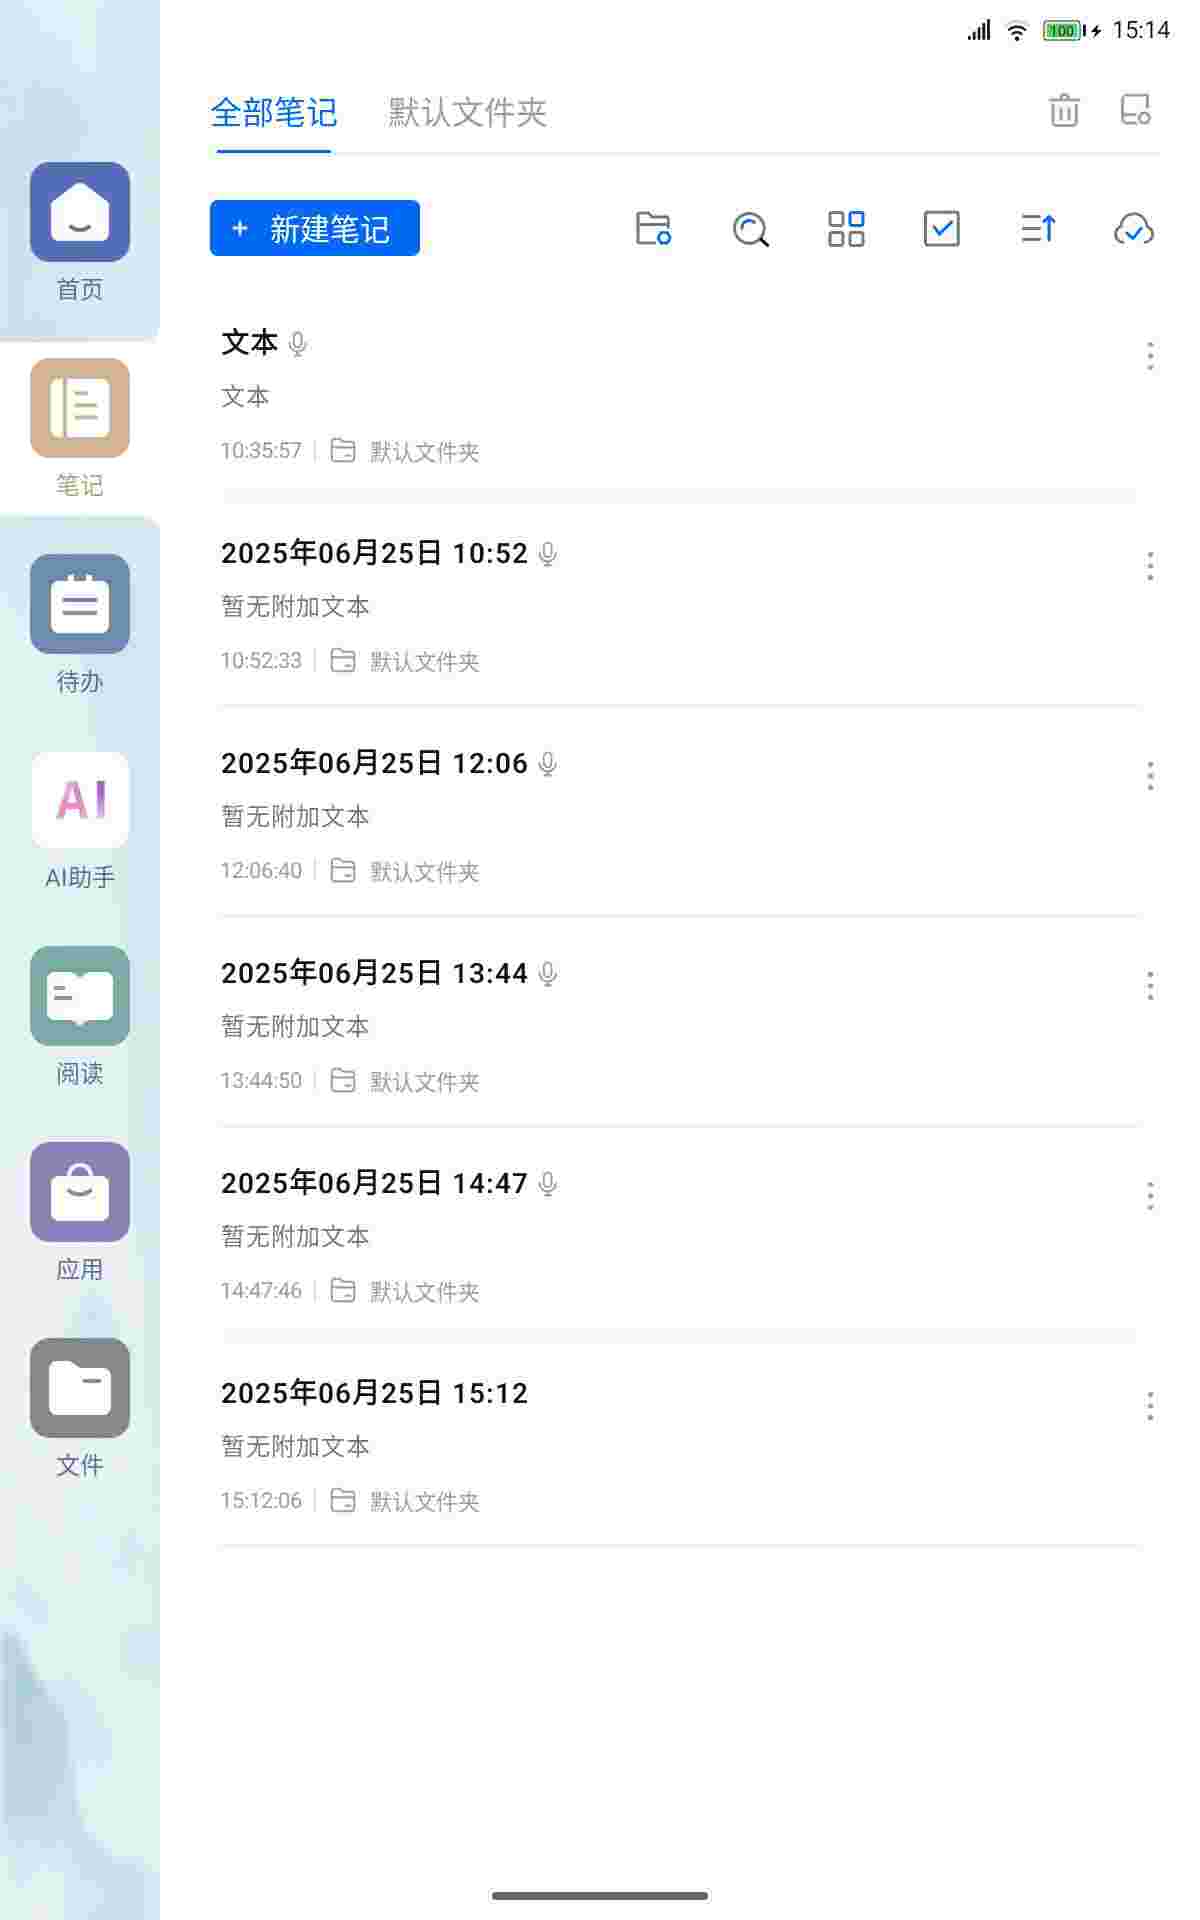 100 15:14
全部笔记 默认文件夹
+ 新建笔记
首页
笔记
待办
AI
AI助手
阅读
应用
文件
文本
文本
10:35:57 默认文件夹
2025年06月25日 10:52
暂无附加文本
10:52:33 默认文件夹
2025年06月25日 12:06
暂无附加文本
12:06:40 默认文件夹
2025年06月25日 13:44
暂无附加文本
13:44:50 默认文件夹
2025年06月25日 14:47
暂无附加文本
14:47:46 默认文件夹
2025年06月25日 15:12
暂无附加文本
15:12:06 默认文件夹